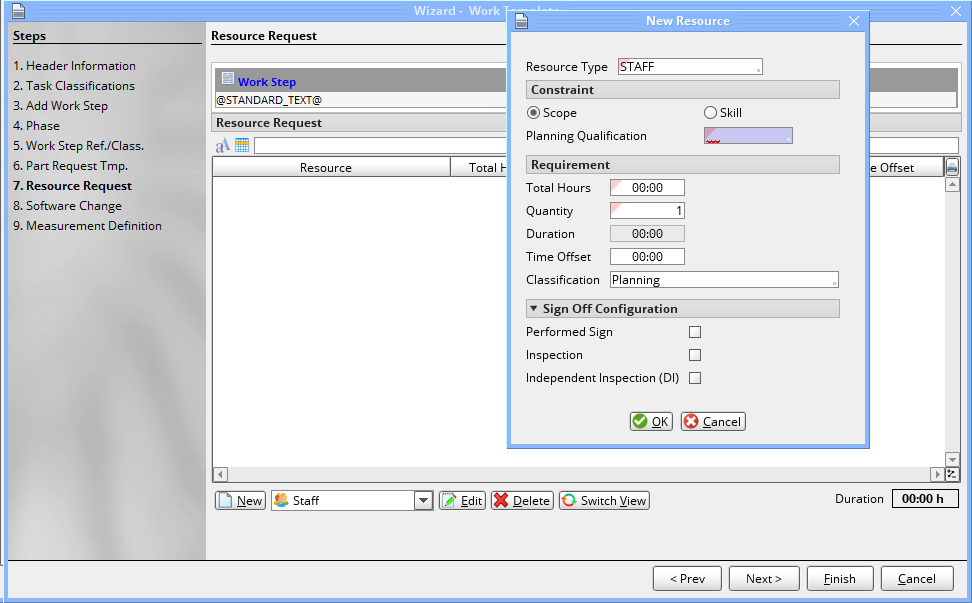 Wizard - Work Template
New Resource
Steps
Resource Request
1. Header Information
2. Task Classifications
3. Add Work Step
4. Phase
5. Work Step Ref./Class.
6. Part Request Tmp.
7. Resource Request
8. Software Change
9. Measurement Definition
Work Step
@STANDARD_TEXT@
Resource Request
Resource Total H e Offset
Resource Type STAFF
Constraint
Scope Skill
Planning Qualification
Requirement
Total Hours 00:00
Quantity 1
Duration 00:00
Time Offset 00:00
Classification Planning
Sign Off Configuration
Performed Sign
Inspection
Independent Inspection (DI)
OK Cancel
New Staff Edit Delete Switch View Duration 00:00 h
< Prev Next > Finish Cancel